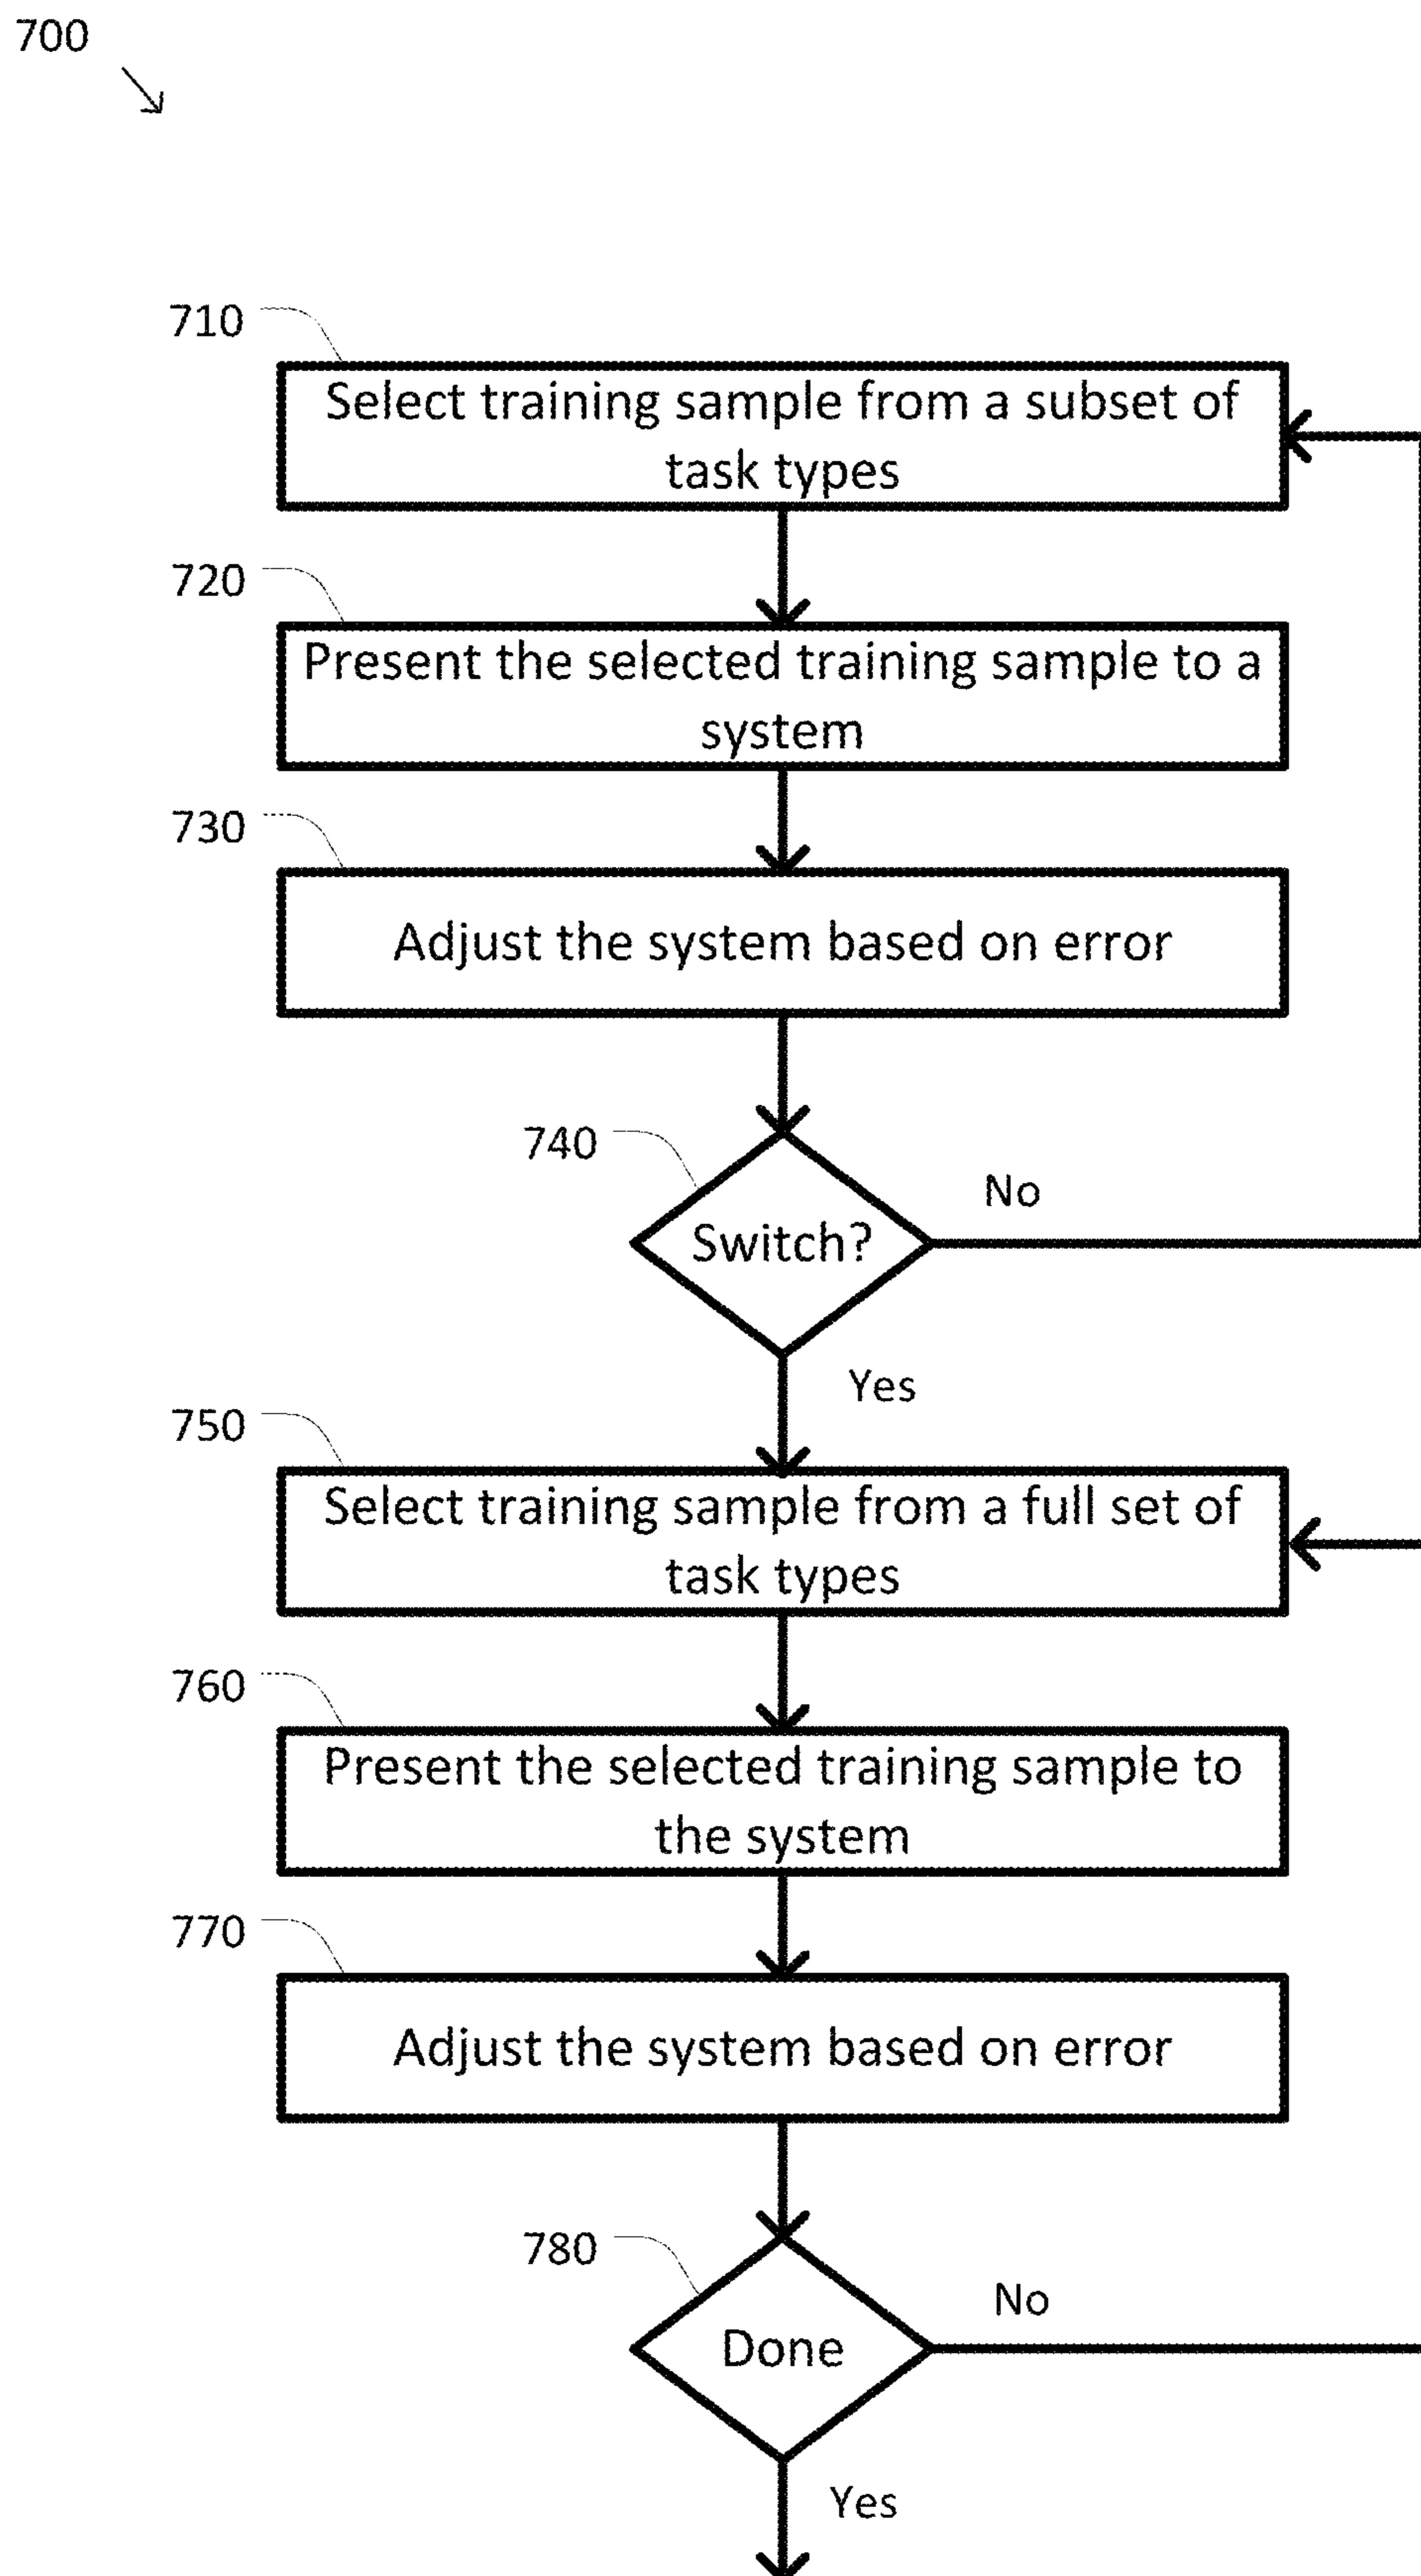 700
710
Select training sample from a subset of
task types
720
Present the selected training sample to a
system
730
Adjust the system based on error
740
No
Switch?
Yes
750
Select training sample from a full set of
task types
760
Present the selected training sample to
the system
770
Adjust the system based on error
780
No
Done
Yes